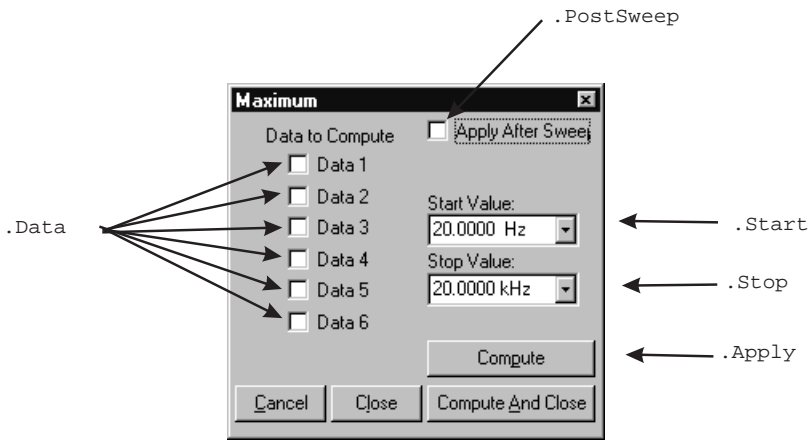 .PostSweep
Maximum
Data to Compute
Apply After Sweep
Data 1
Data 2
Data 3
Data 4
Data 5
Data 6
.Data
Start Value:
20.0000 Hz
.Start
Stop Value:
20.0000 kHz
.Stop
Compute
.Apply
Cancel
Close
Compute And Close